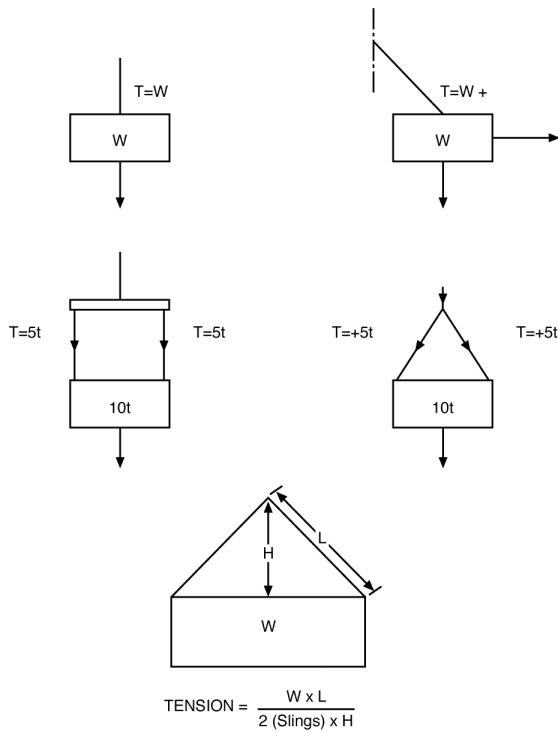 T=W
W
T=W +
W
T=5t
T=5t
10t
T=+5t
T=+5t
10t
L
H
W
TENSION = W x L
2 (Slings) x H